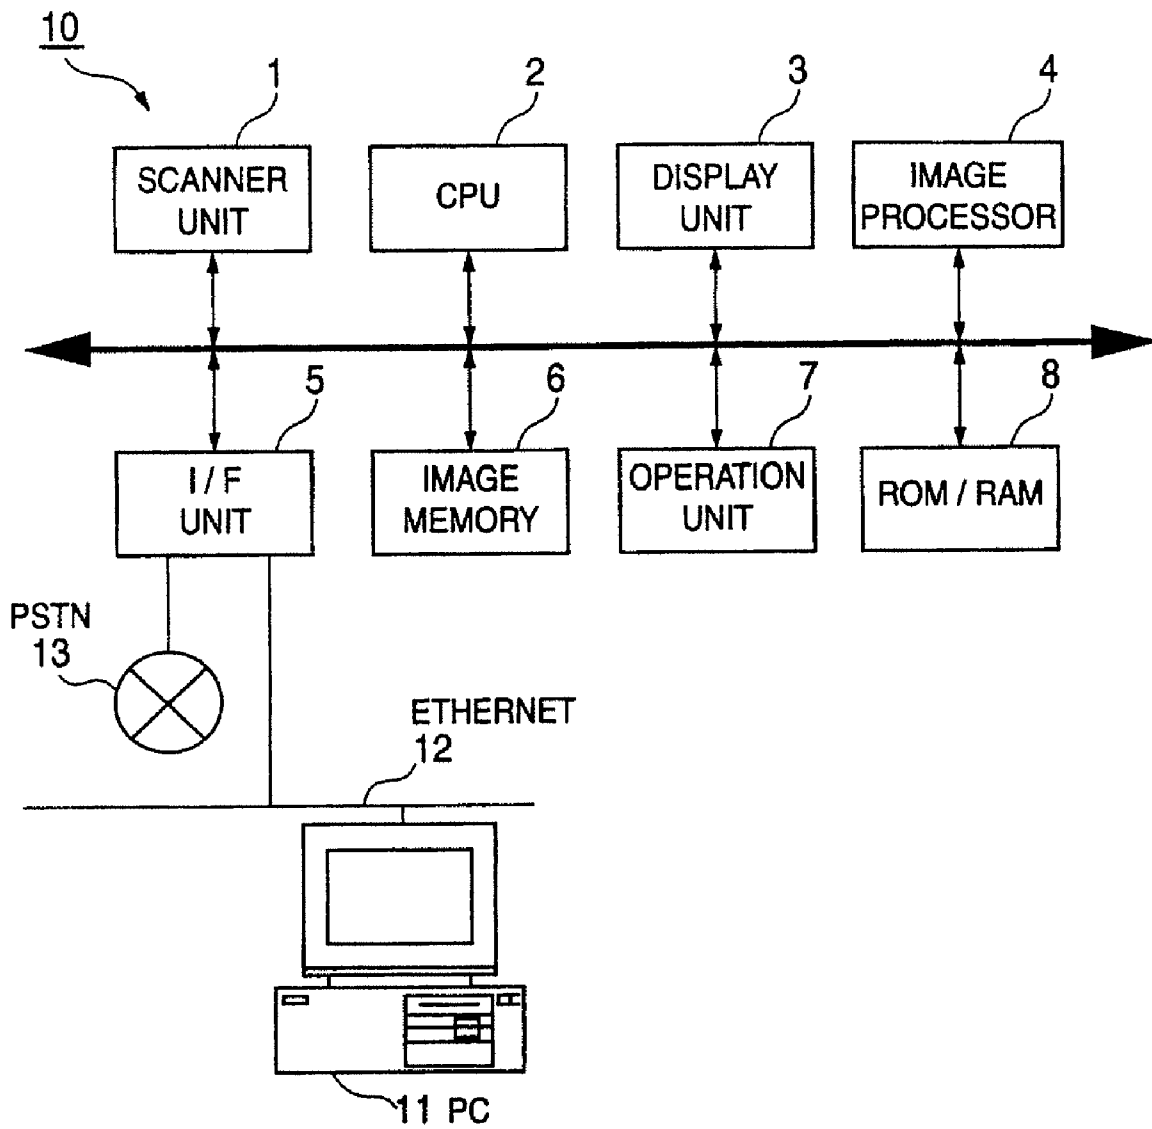 10
1
2
3
4
SCANNER
UNIT
CPU
DISPLAY
UNIT
IMAGE
PROCESSOR
5
6
7
8
I / F
UNIT
IMAGE
MEMORY
OPERATION
UNIT
ROM / RAM
PSTN
13
ETHERNET
12
11 PC